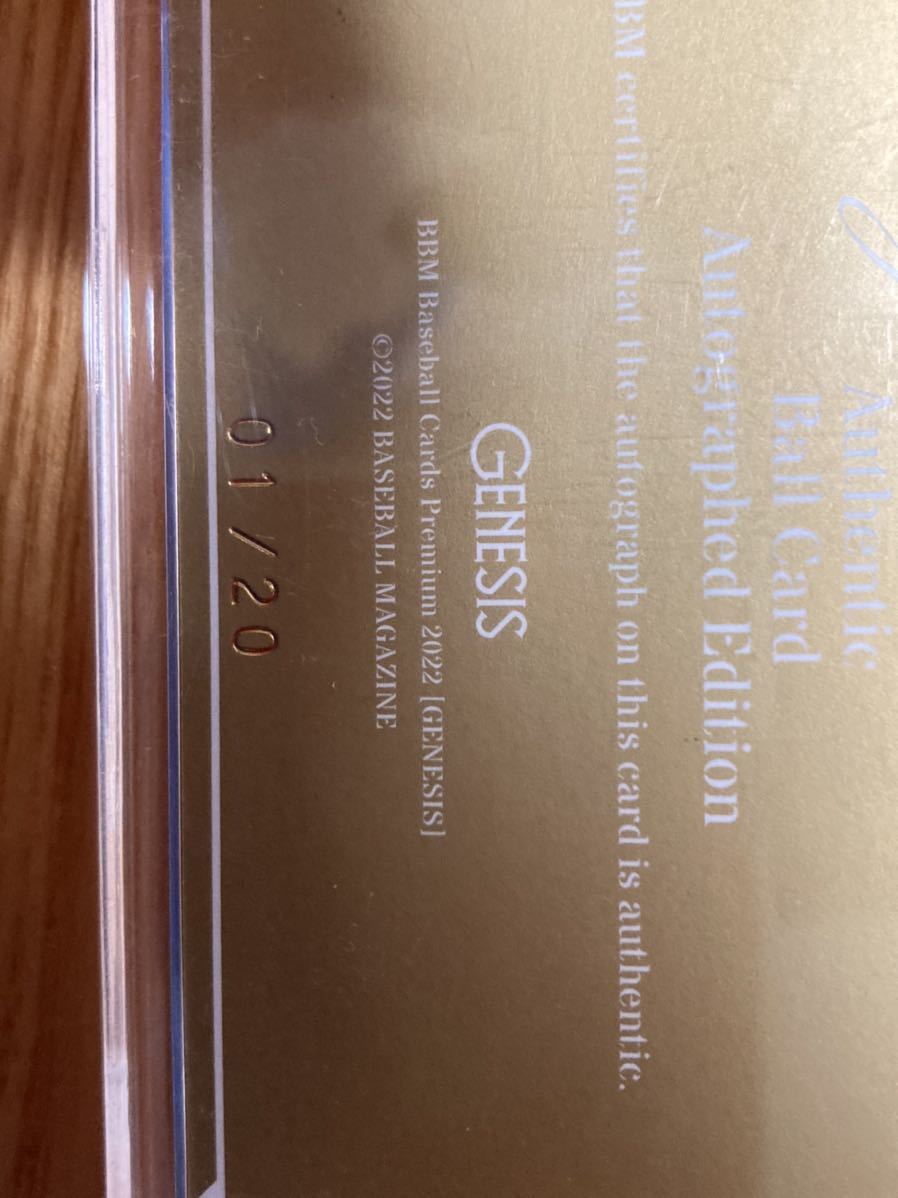 Authentic
Ball Card
Autographed Edition
BM certifies that the autograph on this card is authentic.
GENESIS
BBM Baseball Cards Premium 2022 [GENESIS]
©2022 BASEBALL MAGAZINE
01/20